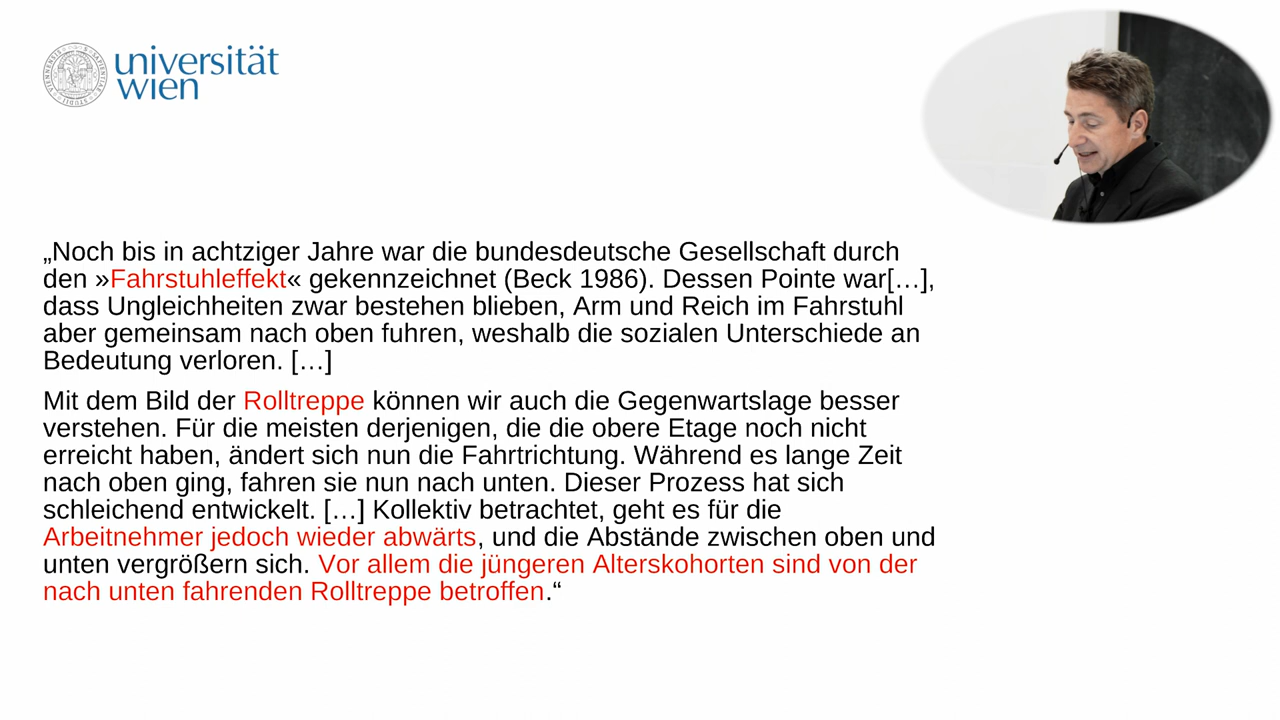 universität
wien
„Noch bis in achtziger Jahre war die bundesdeutsche Gesellschaft durch
den »Fahrstuhleffekt« gekennzeichnet (Beck 1986). Dessen Pointe war[…],
dass Ungleichheiten zwar bestehen blieben, Arm und Reich im Fahrstuhl
aber gemeinsam nach oben fuhren, weshalb die sozialen Unterschiede an
Bedeutung verloren. […]
Mit dem Bild der Rolltreppe können wir auch die Gegenwartslage besser
verstehen. Für die meisten derjenigen, die die obere Etage noch nicht
erreicht haben, ändert sich nun die Fahrtrichtung. Während es lange Zeit
nach oben ging, fahren sie nun nach unten. Dieser Prozess hat sich
schleichend entwickelt. […] Kollektiv betrachtet, geht es für die
Arbeitnehmer jedoch wieder abwärts, und die Abstände zwischen oben und
unten vergrößern sich. Vor allem die jüngeren Alterskohorten sind von der
nach unten fahrenden Rolltreppe betroffen.“